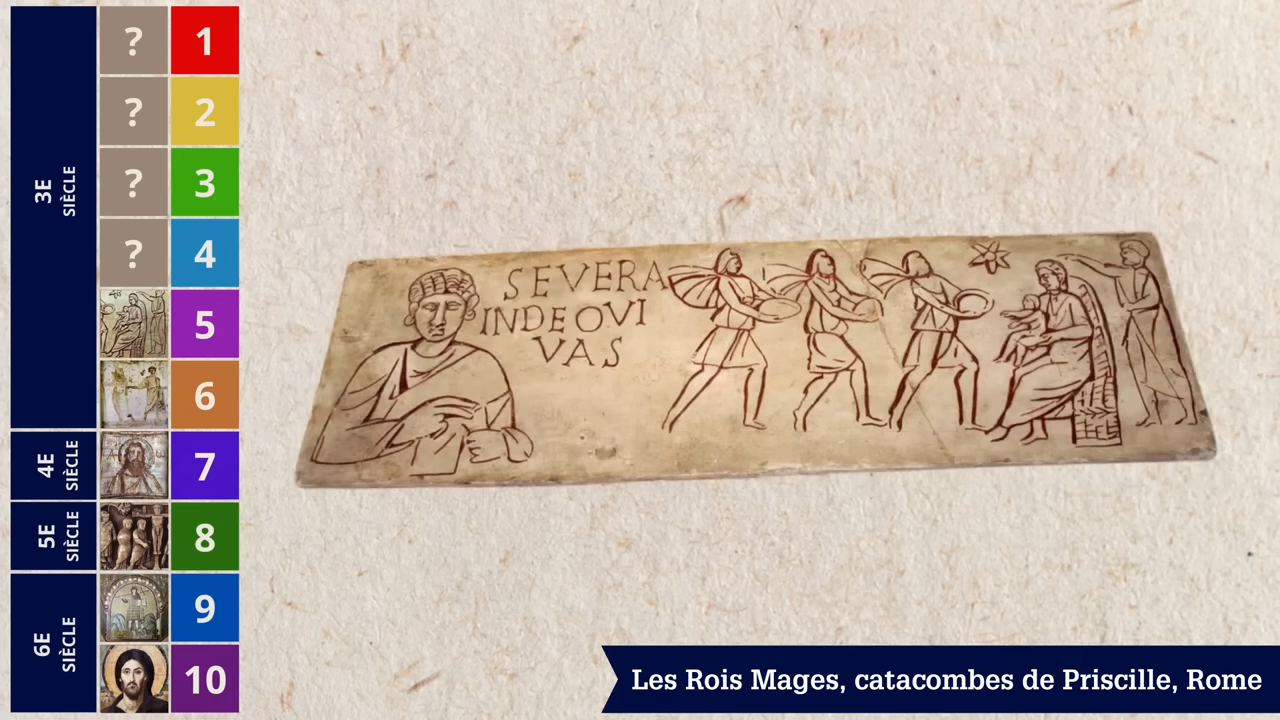 3E
SIÈCLE
? 1
? 2
? 3
? 4
5
6
4E
SIÈCLE
7
5E
SIÈCLE
8
6E
SIÈCLE
9
10
SEVERA
INDEOVI
VAS
Les Rois Mages, catacombes de Priscille, Rome